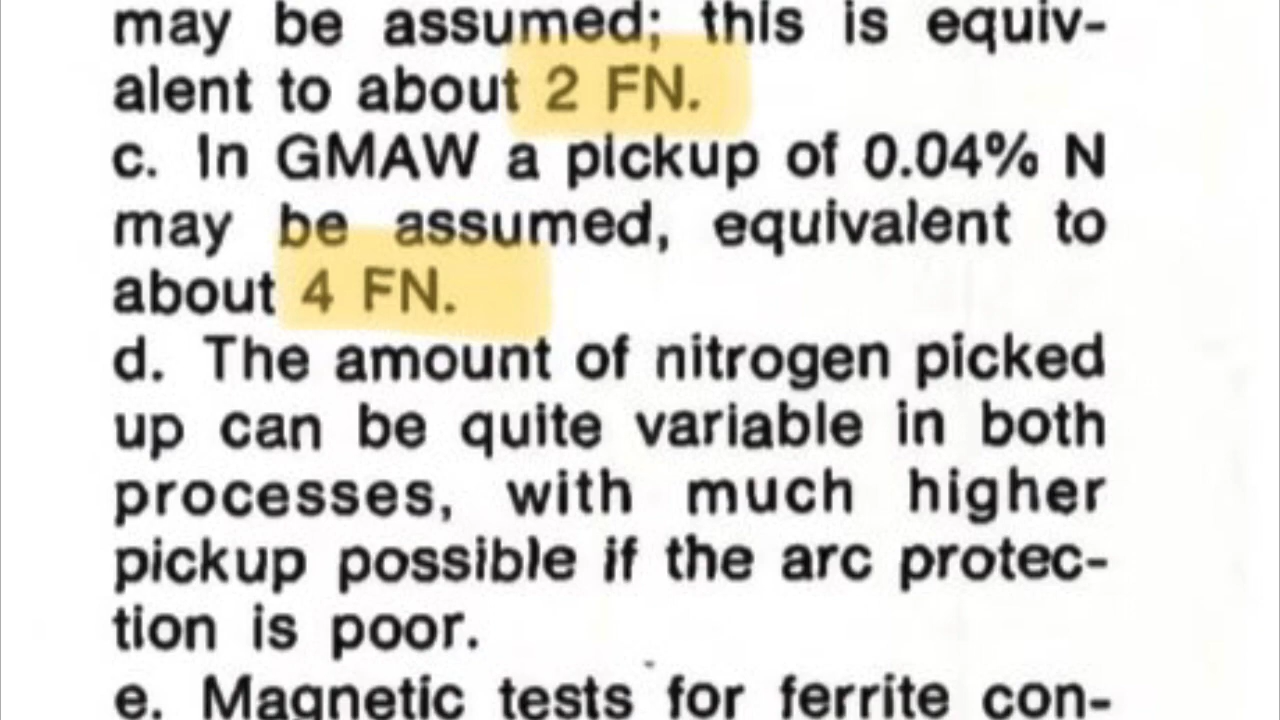 may be assumed; this is equiv-
alent to about 2 FN.
c. In GMAW a pickup of 0.04% N
may be assumed, equivalent to
about 4 FN.
d. The amount of nitrogen picked
up can be quite variable in both
processes, with much higher
pickup possible if the arc protec-
tion is poor.
e. Magnetic tests for ferrite con-